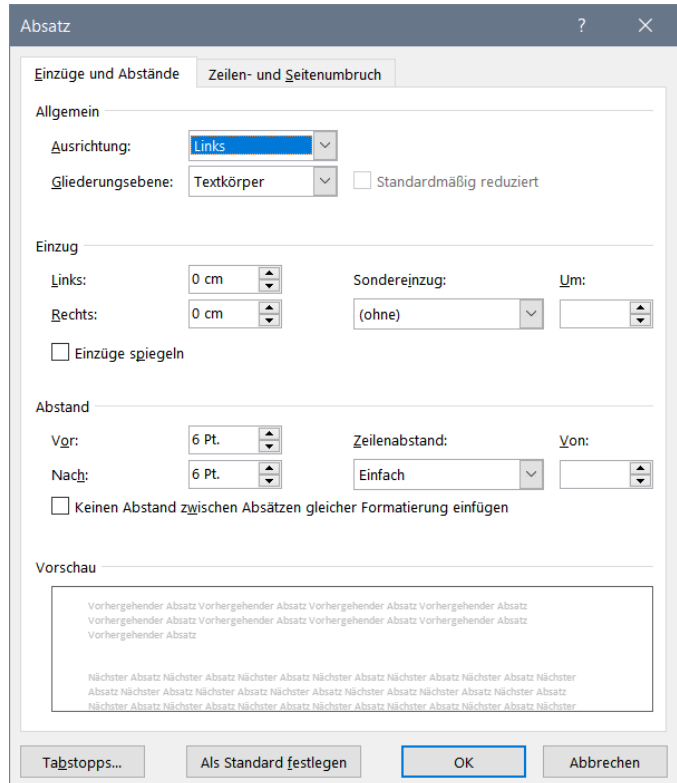 Absatz
Einzüge und Abstände Zeilen- und Seitenumbruch
Allgemein
Ausrichtung: Links
Gliederungsebene: Textkörper Standardmäßig reduziert
Einzug
Links: 0 cm Sondereinzug: Um:
Rechts: 0 cm (ohne)
Einzüge spiegeln
Abstand
Vor: 6 Pt. Zeilenabstand: Von:
Nach: 6 Pt. Einfach
Keinen Abstand zwischen Absätzen gleicher Formatierung einfügen
Vorschau
Vorhergehender Absatz Vorhergehender Absatz Vorhergehender Absatz Vorhergehender Absatz
Vorhergehender Absatz Vorhergehender Absatz Vorhergehender Absatz Vorhergehender Absatz
Vorhergehender Absatz
Nächster Absatz Nächster Absatz Nächster Absatz Nächster Absatz Nächster Absatz Nächster Absatz Nächster
Absatz Nächster Absatz Nächster Absatz Nächster Absatz Nächster Absatz Nächster Absatz Nächster Absatz
Nächster Absatz Nächster Absatz Nächster Absatz Nächster Absatz Nächster Absatz Nächster Absatz Nächster
Tabstopps... Als Standard festlegen OK Abbrechen